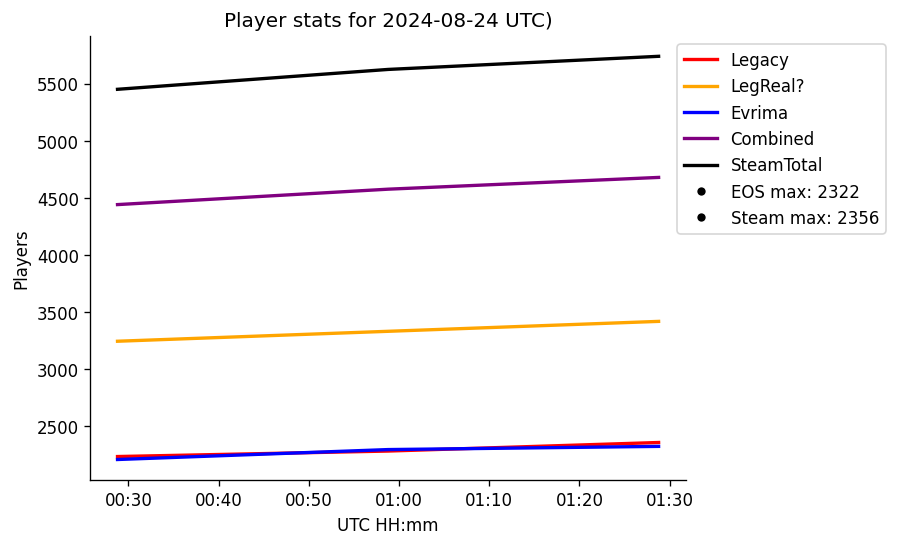 Player stats for 2024-08-24 UTC)
Legacy
LegReal?
Evrima
Combined
SteamTotal
EOS max: 2322
Steam max: 2356
Players
5500
5000
4500
4000
3500
3000
2500
00:30 00:40 00:50 01:00 01:10 01:20 01:30
UTC HH:mm